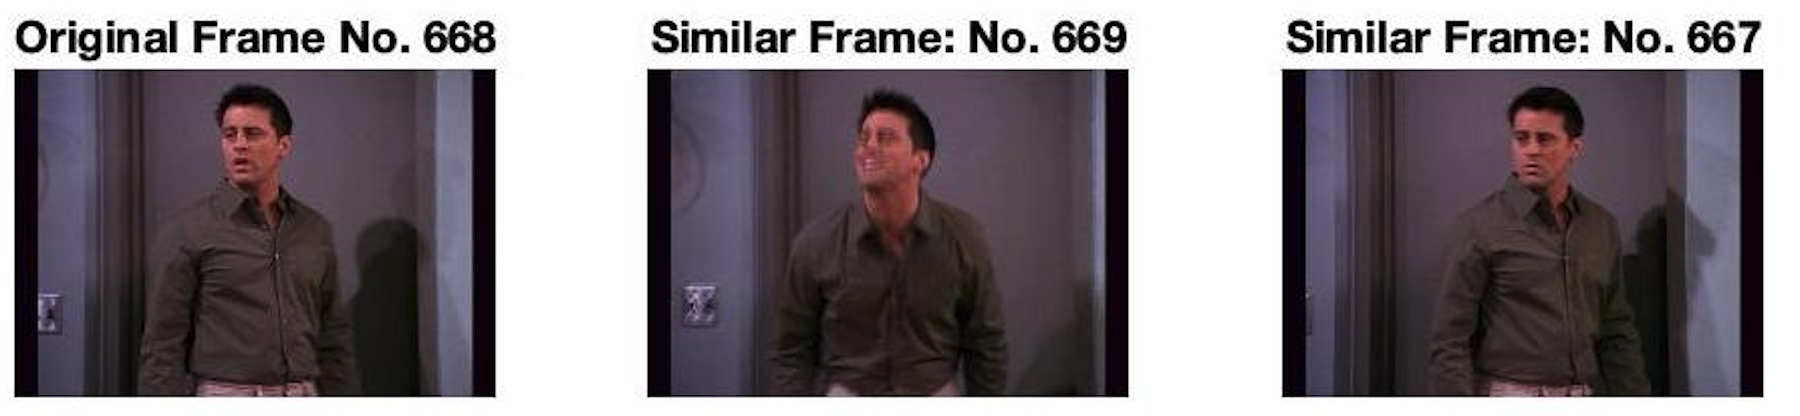 Original Frame No. 668
Similar Frame: No. 669
Similar Frame: No. 667